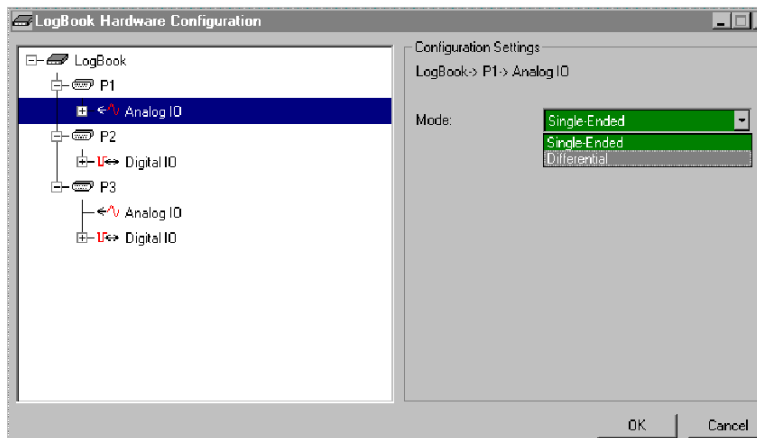 LogBook Hardware Configuration
LogBook
P1
Analog IO
P2
Digital IO
P3
Analog IO
Digital IO
Configuration Settings
LogBook-> P1-> Analog IO
Mode:
Single-Ended
Single-Ended
Differential
OK
Cancel